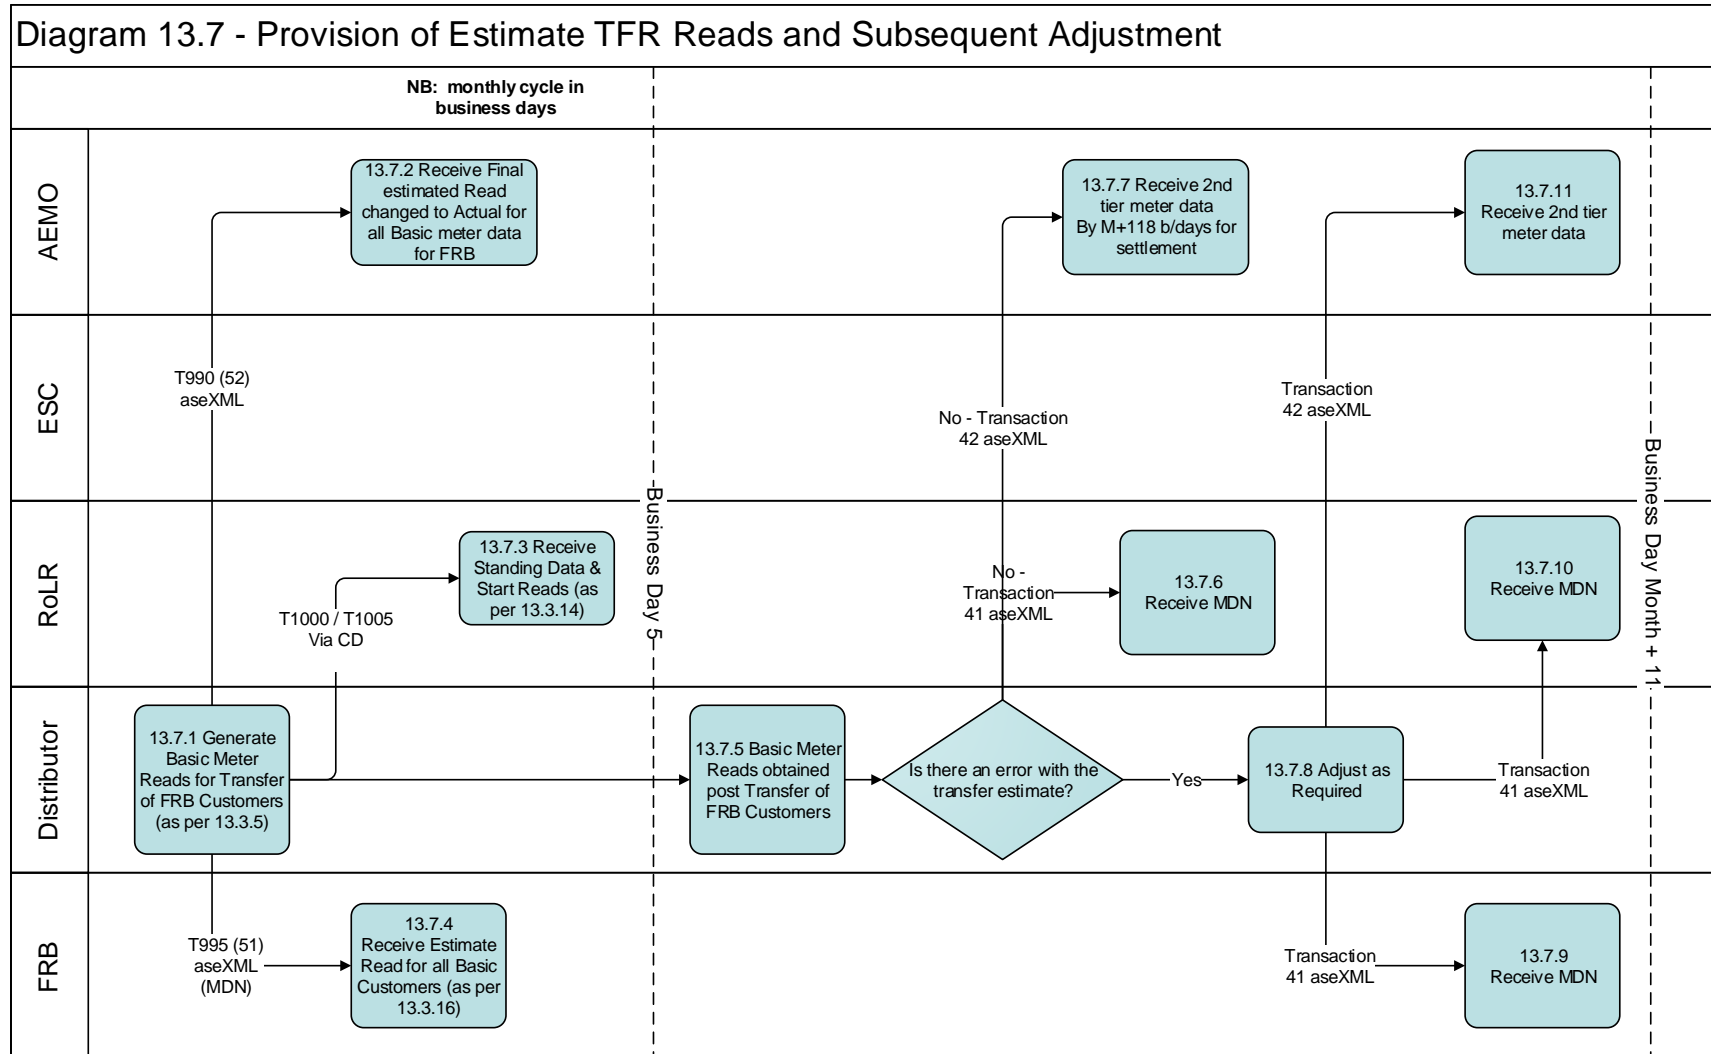 Diagram 13.7 - Provision of Estimate TFR Reads and Subsequent Adjustment
NB: monthly cycle in
business days
AEMO
13.7.2 Receive Final
estimated Read
changed to Actual for
all Basic meter data
for FRB
13.7.7 Receive 2nd
tier meter data
By M+118 b/days for
settlement
13.7.11
Receive 2nd tier
meter data
ESC
T990 (52)
aseXML
No - Transaction
42 aseXML
Transaction
42 aseXML
RoLR
13.7.3 Receive
Standing Data &
Start Reads (as
per 13.3.14)
T1000 / T1005
Via CD
Business Day 5
No -
Transaction
41 aseXML
13.7.6
Receive MDN
13.7.10
Receive MDN
Business Day Month + 11
Distributor
13.7.1 Generate
Basic Meter
Reads for Transfer
of FRB Customers
(as per 13.3.5)
13.7.5 Basic Meter
Reads obtained
post Transfer of
FRB Customers
Is there an error with the
transfer estimate?
Yes
13.7.8 Adjust as
Required
Transaction
41 aseXML
FRB
T995 (51)
aseXML
(MDN)
13.7.4
Receive Estimate
Read for all Basic
Customers (as per
13.3.16)
Transaction
41 aseXML
13.7.9
Receive MDN